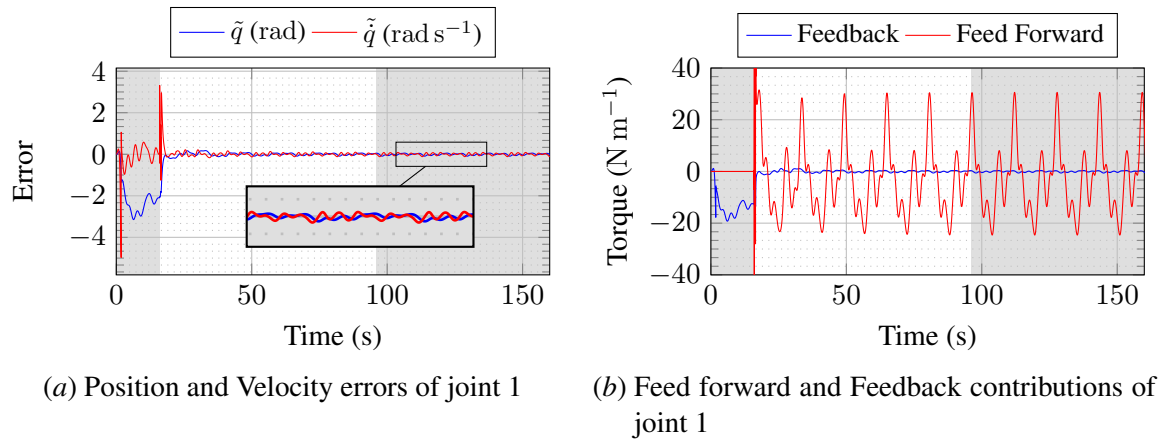 q̃ (rad) q̃̇ (rad s⁻¹)
Error
4
2
0
−2
−4
0 50 100 150
Time (s)
(a) Position and Velocity errors of joint 1
Feedback Feed Forward
Torque (N m⁻¹)
40
20
0
−20
−40
0 50 100 150
Time (s)
(b) Feed forward and Feedback contributions of
joint 1